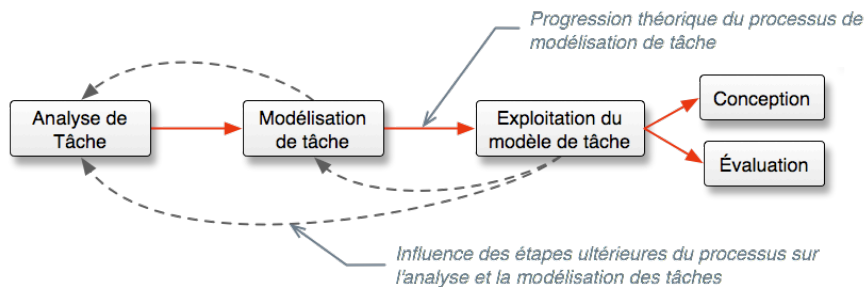 Progression théorique du processus de
modélisation de tâche
Analyse de
Tâche
Modélisation
de tâche
Exploitation du
modèle de tâche
Conception
Évaluation
Influence des étapes ultérieures du processus sur
l'analyse et la modélisation des tâches